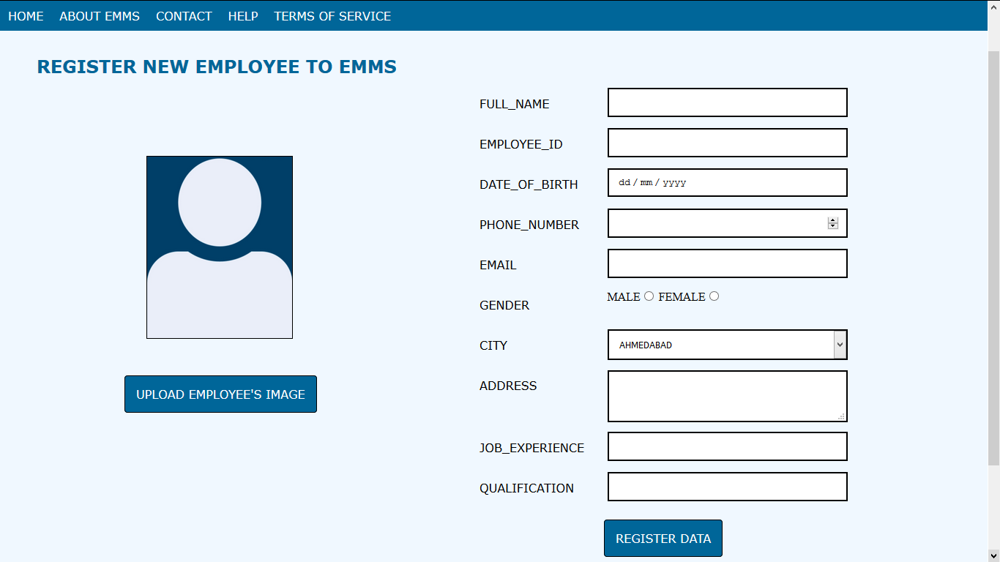 HOME ABOUT EMMS CONTACT HELP TERMS OF SERVICE
REGISTER NEW EMPLOYEE TO EMMS
UPLOAD EMPLOYEE'S IMAGE
FULL_NAME
EMPLOYEE_ID
DATE_OF_BIRTH dd / mm / yyyy
PHONE_NUMBER
EMAIL
GENDER MALE FEMALE
CITY AHMEDABAD
ADDRESS
JOB_EXPERIENCE
QUALIFICATION
REGISTER DATA